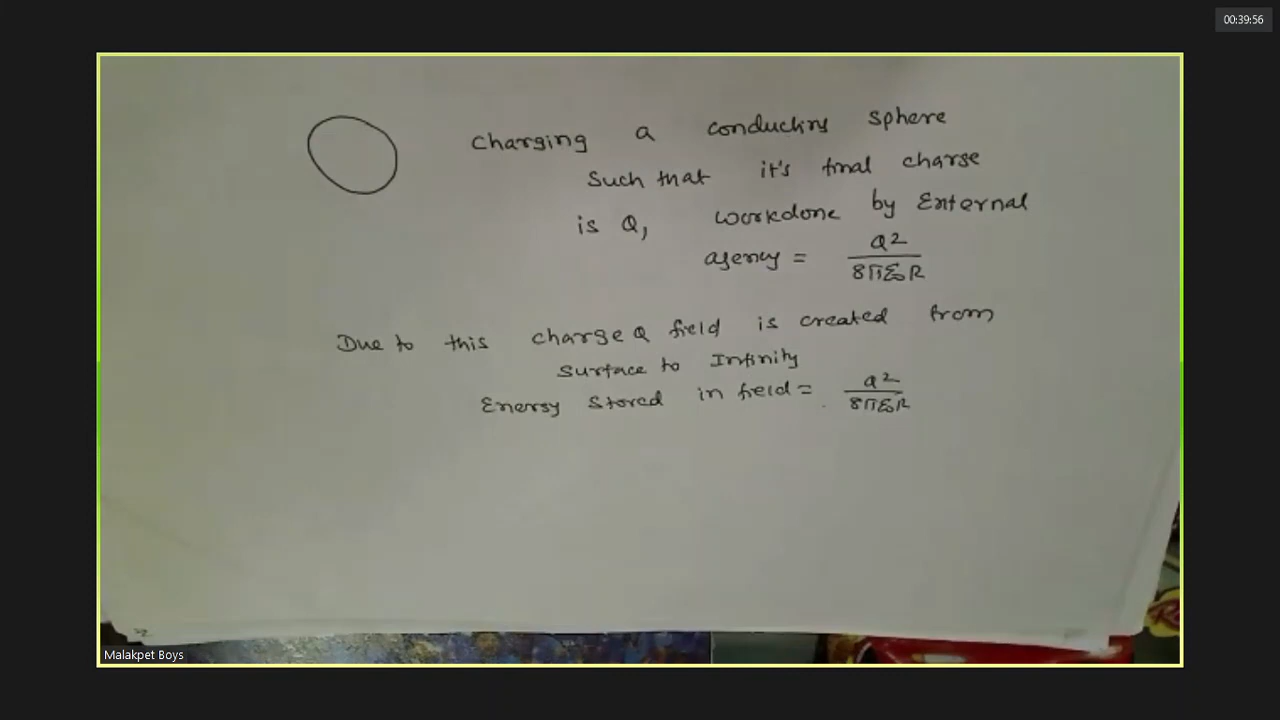 00:39:56
Charging a conducting sphere
Such that it's final charge
is Q, workdone by External
agency = Q²/8πε₀R
Due to this charge Q field is created from
Surface to Infinity
Energy Stored in field = Q²/8πε₀R
Malakpet Boys